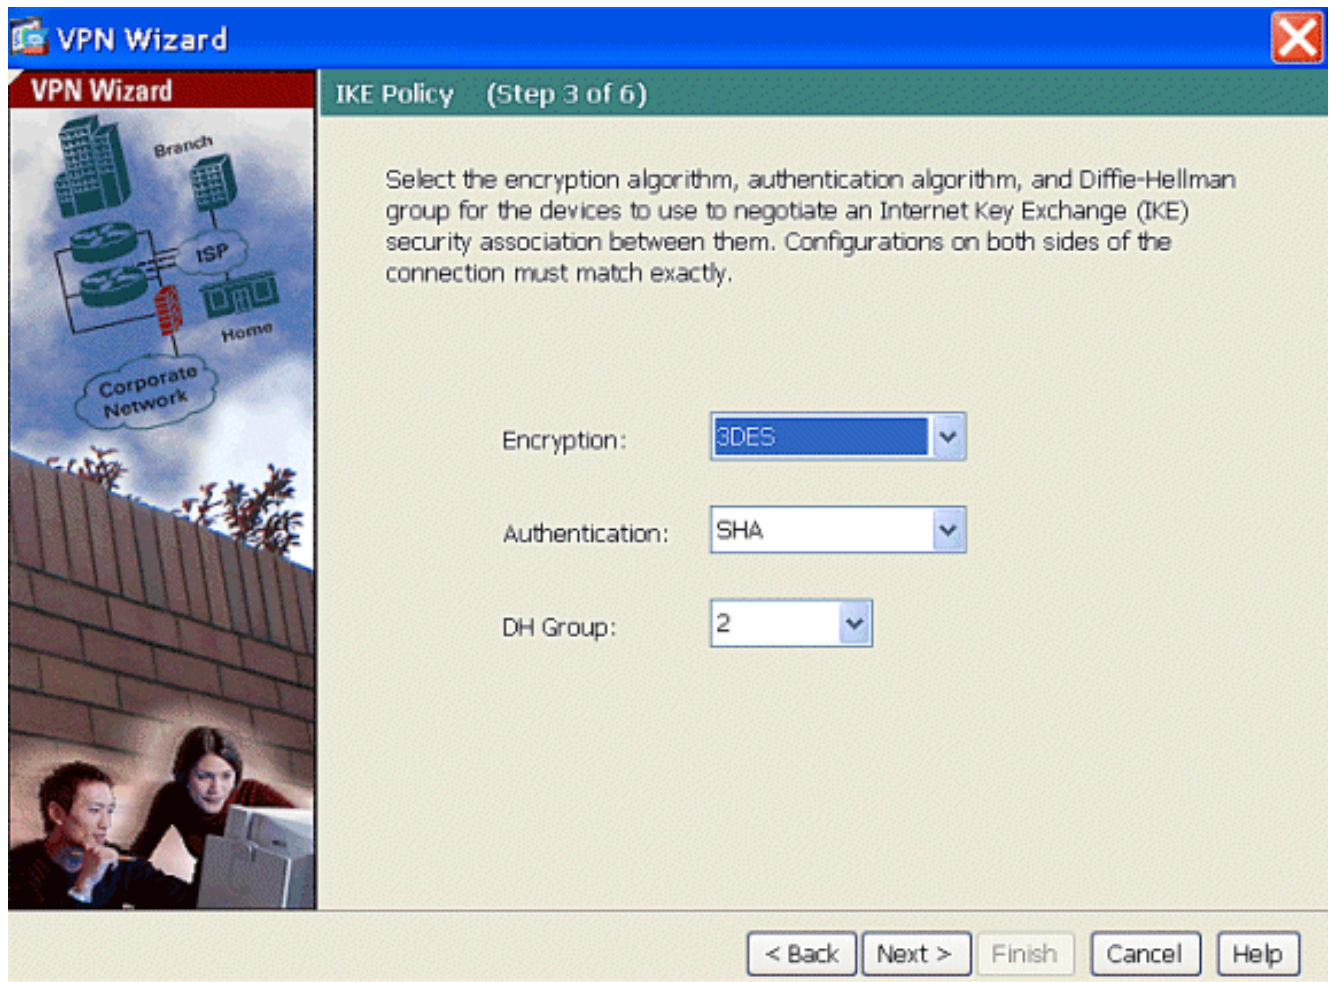 VPN Wizard
VPN Wizard
IKE Policy (Step 3 of 6)
Branch
ISP
Home
Corporate
Network
Select the encryption algorithm, authentication algorithm, and Diffie-Hellman
group for the devices to use to negotiate an Internet Key Exchange (IKE)
security association between them. Configurations on both sides of the
connection must match exactly.
Encryption: 3DES
Authentication: SHA
DH Group: 2
< Back Next > Finish Cancel Help